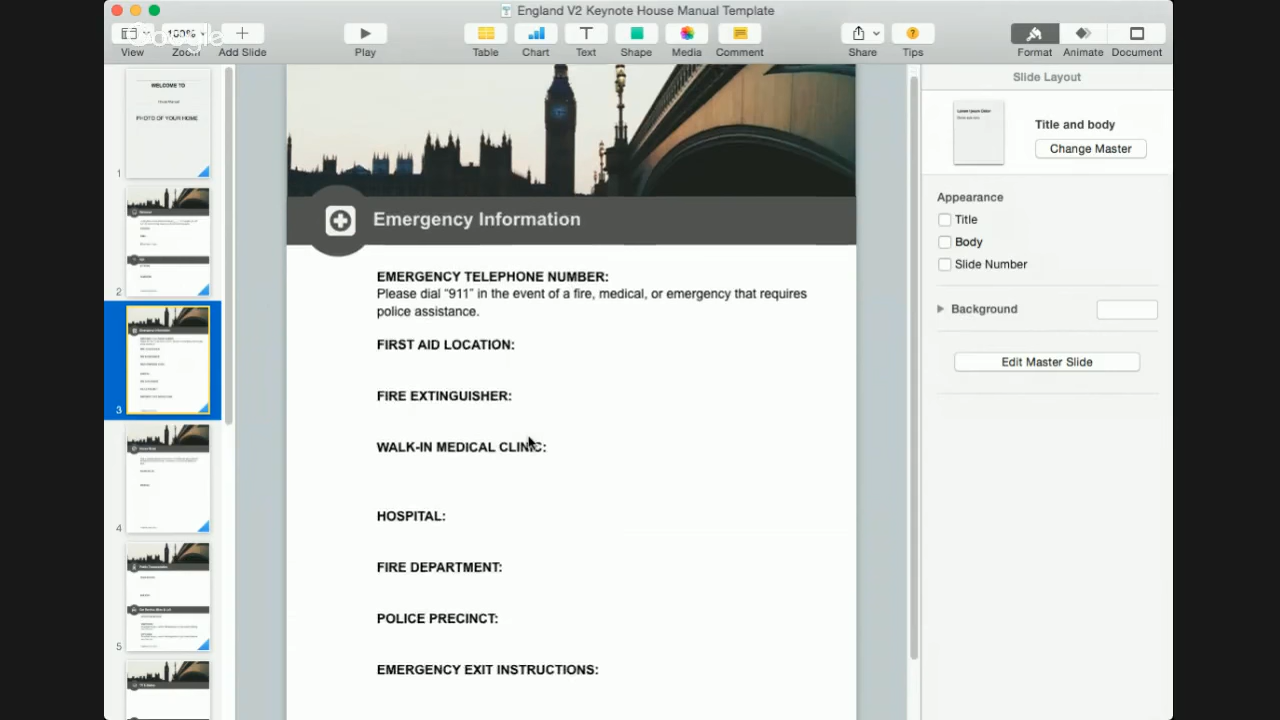 England V2 Keynote House Manual Template
100%
Google
View
Zoom
Add Slide
Play
Table
Chart
Text
Shape
Media
Comment
Share
Tips
Format
Animate
Document
WELCOME TO
PHOTO OF YOUR HOME
1
2
3
4
5
Emergency Information
EMERGENCY TELEPHONE NUMBER:
Please dial “911” in the event of a fire, medical, or emergency that requires
police assistance.
FIRST AID LOCATION:
FIRE EXTINGUISHER:
WALK-IN MEDICAL CLINIC:
HOSPITAL:
FIRE DEPARTMENT:
POLICE PRECINCT:
EMERGENCY EXIT INSTRUCTIONS:
Slide Layout
Title and body
Change Master
Appearance
Title
Body
Slide Number
Background
Edit Master Slide